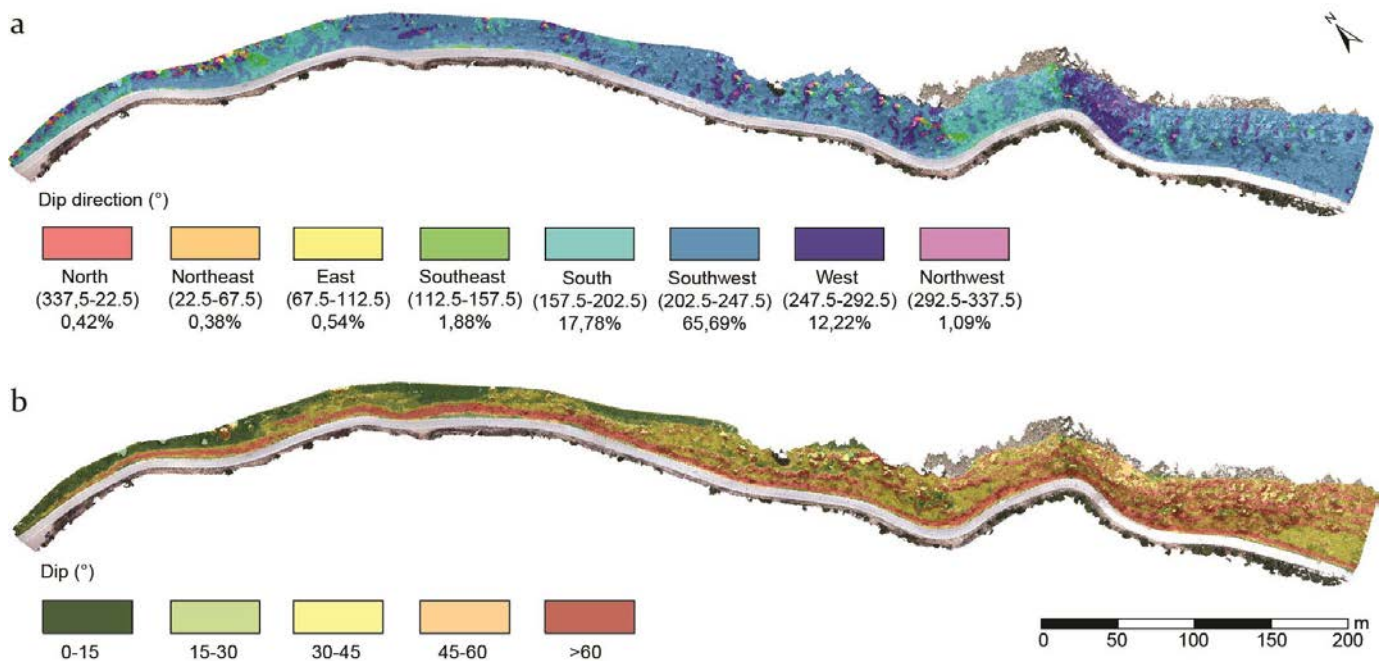 a
N
Dip direction (°)
North Northeast East Southeast South Southwest West Northwest
(337,5-22.5) (22.5-67.5) (67.5-112.5) (112.5-157.5) (157.5-202.5) (202.5-247.5) (247.5-292.5) (292.5-337.5)
0,42% 0,38% 0,54% 1,88% 17,78% 65,69% 12,22% 1,09%
b
Dip (°)
0-15 15-30 30-45 45-60 >60
m
0 50 100 150 200